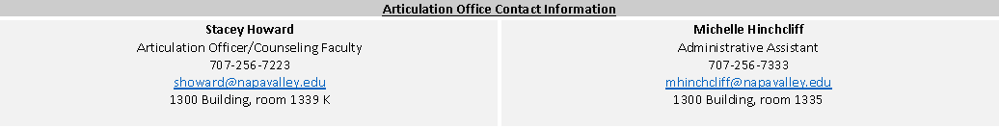 Articulation Office Contact Information
Stacey Howard
Articulation Officer/Counseling Faculty
707-256-7223
showard@napavalley.edu
1300 Building, room 1339 K
Michelle Hinchcliff
Administrative Assistant
707-256-7333
mhinchcliff@napavalley.edu
1300 Building, room 1335